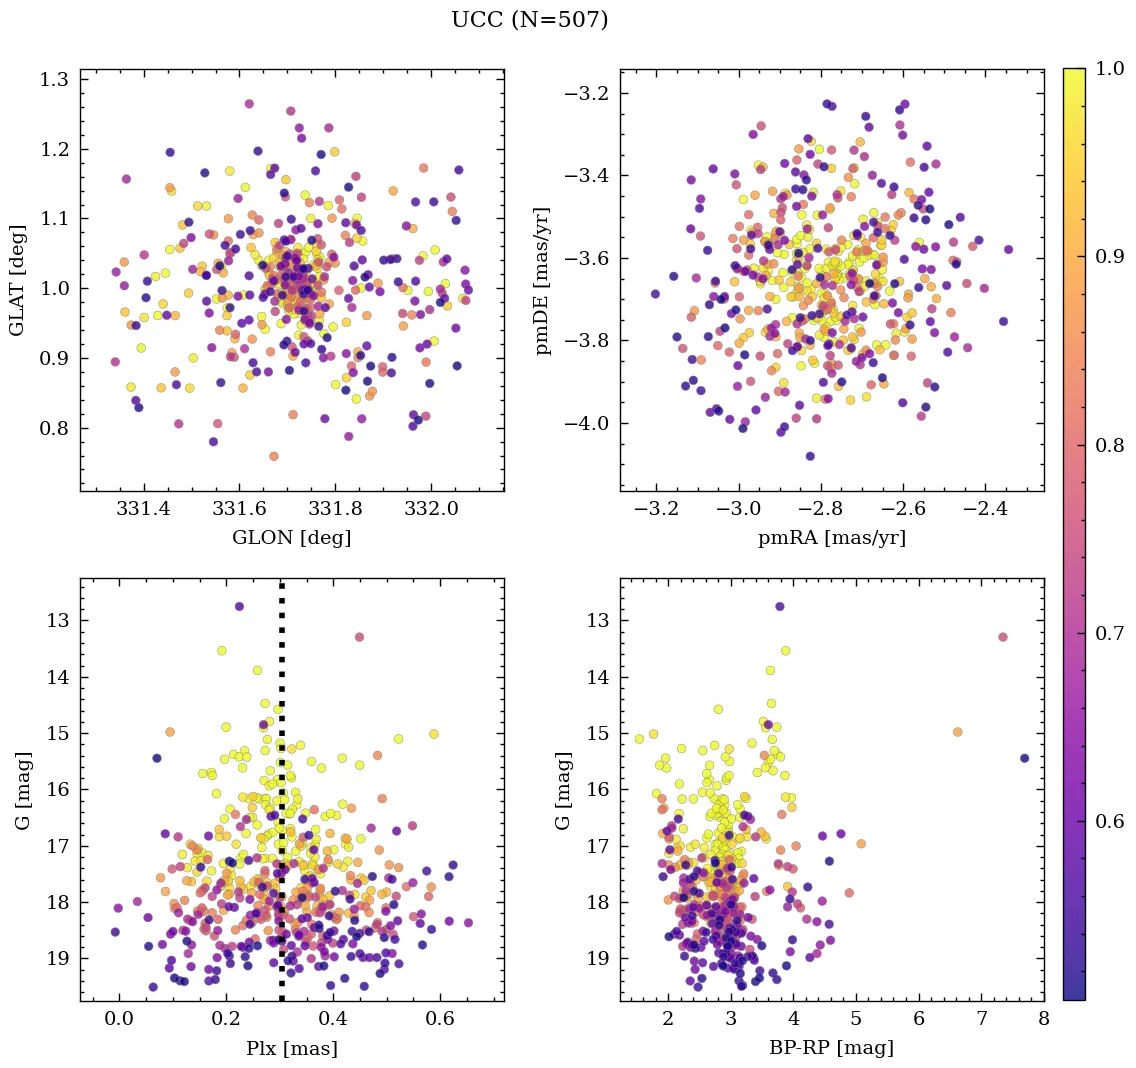 UCC (N=507)
1.3
1.2
1.1
1.0
0.9
0.8
GLAT [deg]
331.4 331.6 331.8 332.0
GLON [deg]
−3.2
−3.4
−3.6
−3.8
−4.0
pmDE [mas/yr]
−3.2 −3.0 −2.8 −2.6 −2.4
pmRA [mas/yr]
1.0
0.9
0.8
0.7
0.6
13
14
15
16
17
18
19
G [mag]
0.0 0.2 0.4 0.6
Plx [mas]
13
14
15
16
17
18
19
G [mag]
2 3 4 5 6 7 8
BP-RP [mag]